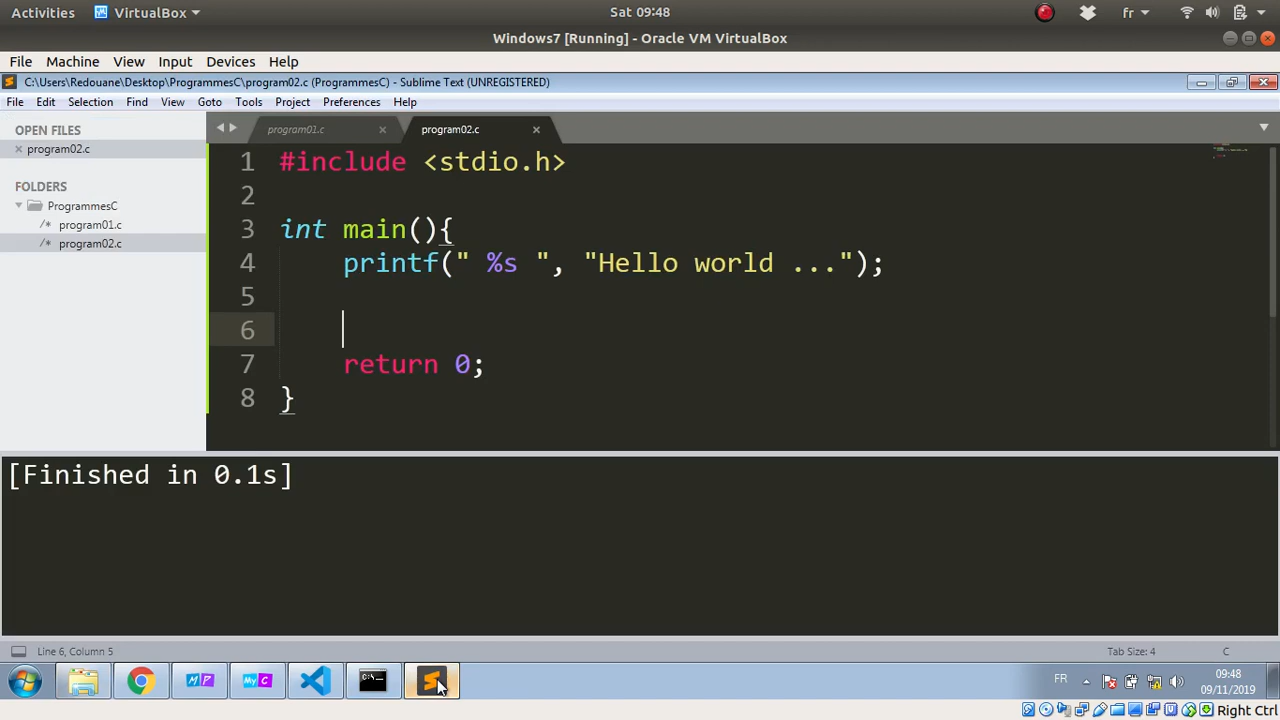 Activities VirtualBox Sat 09:48 fr
Windows7 [Running] - Oracle VM VirtualBox
File Machine View Input Devices Help
C:\Users\Redouane\Desktop\ProgrammesC\program02.c (ProgrammesC) - Sublime Text (UNREGISTERED)
File Edit Selection Find View Goto Tools Project Preferences Help
OPEN FILES
program02.c
FOLDERS
ProgrammesC
/* program01.c
/* program02.c
program01.c program02.c
1 #include <stdio.h>
2
3 int main(){
4 printf(" %s ", "Hello world ...");
5
6
7 return 0;
8 }
[Finished in 0.1s]
Line 6, Column 5 Tab Size: 4 C
MP MyC C:\_ FR 09:48
09/11/2019
Right Ctrl